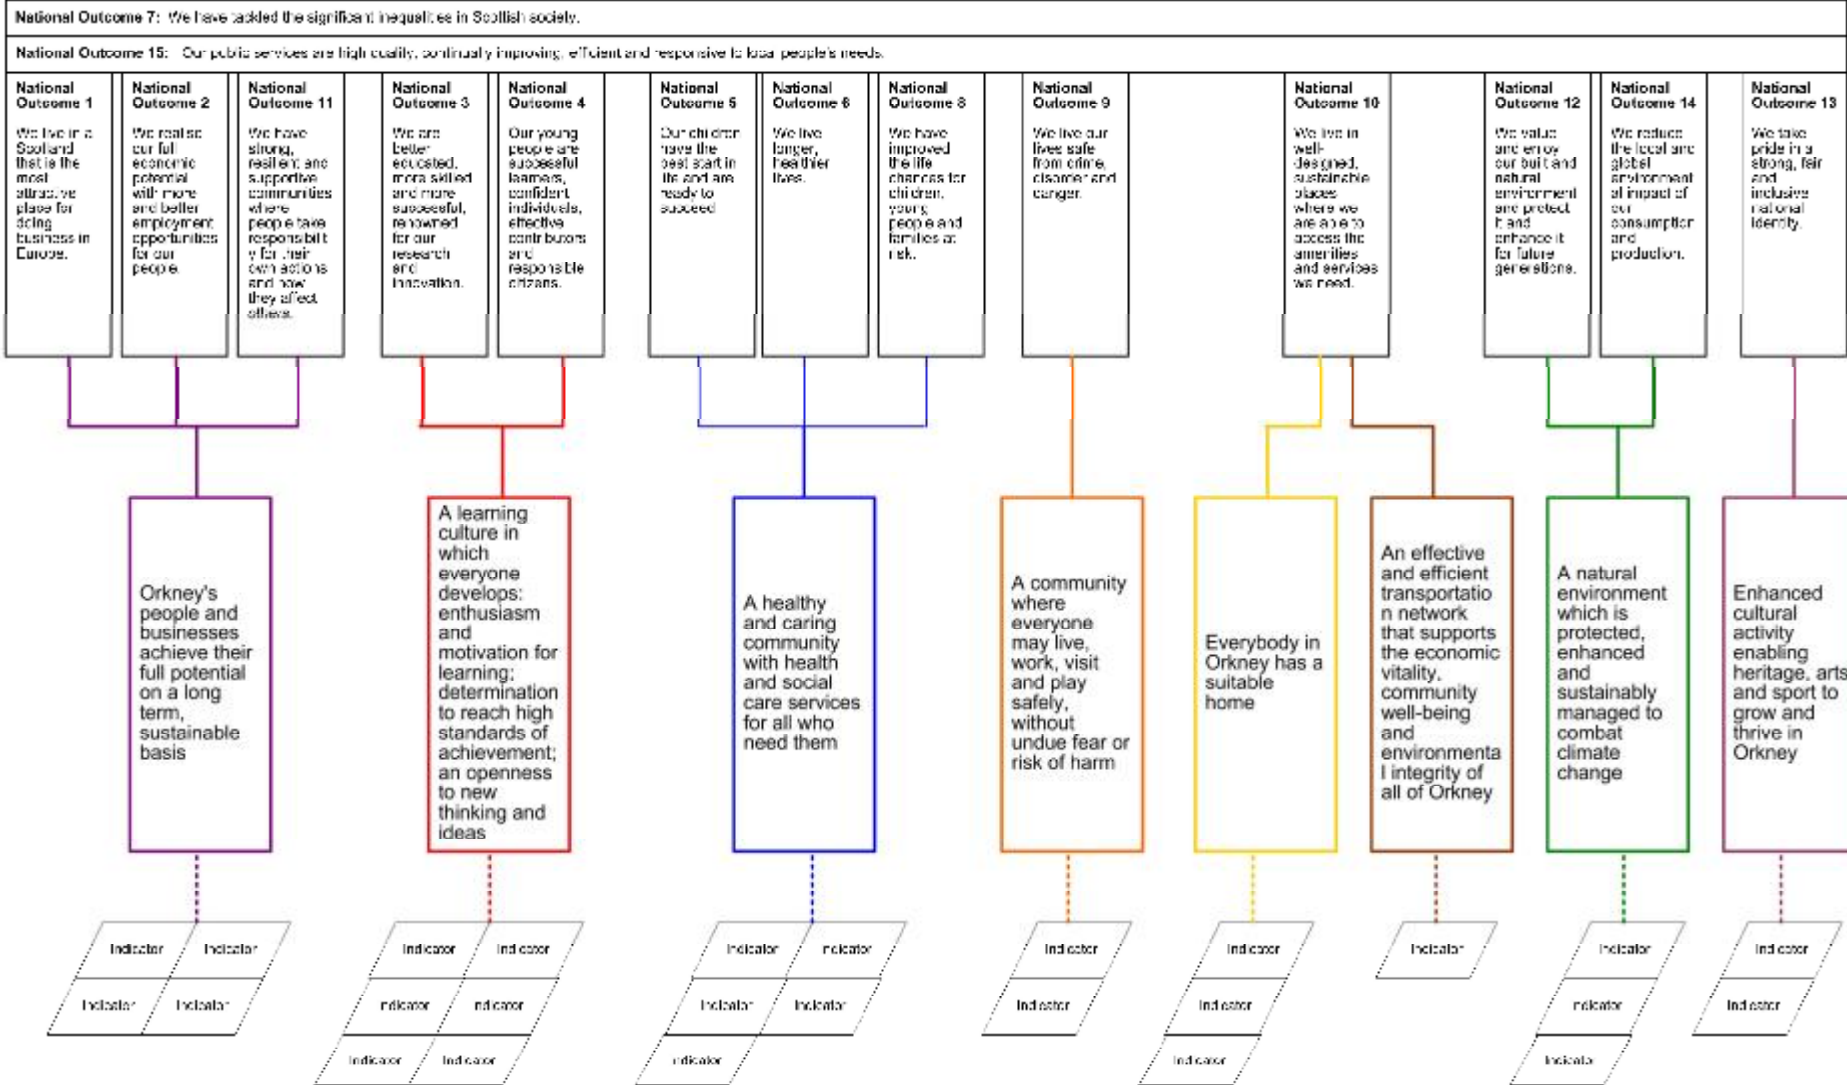 National Outcome 7: We have tackled the significant inequalities in Scottish society.
National Outcome 15: Our public services are high quality, continually improving, efficient and responsive to local people's needs.
National
Outcome 1
We live in a
Scotland
that is the
most
attractive
place for
doing
business in
Europe.
National
Outcome 2
We realise
our full
economic
potential
with more
and better
employment
opportunities
for our
people.
National
Outcome 11
We have
strong,
resilient and
supportive
communities
where
people take
responsibilit
y for their
own actions
and how
they affect
others.
National
Outcome 3
We are
better
educated,
more skilled
and more
successful,
renowned
for our
research
and
innovation.
National
Outcome 4
Our young
people are
successful
learners,
confident
individuals,
effective
contributors
and
responsible
citizens.
National
Outcome 5
Our children
have the
best start in
life and are
ready to
succeed
National
Outcome 6
We live
longer,
healthier
lives.
National
Outcome 8
We have
improved
the life
chances for
children,
young
people and
families at
risk.
National
Outcome 9
We live our
lives safe
from crime,
disorder and
danger.
National
Outcome 10
We live in
well-
designed,
sustainable
places
where we
are able to
access the
amenities
and services
we need.
National
Outcome 12
We value
and enjoy
our built and
natural
environment
and protect
it and
enhance it
for future
generations.
National
Outcome 14
We reduce
the local and
global
environment
al impact of
our
consumption
and
production.
National
Outcome 13
We take
pride in a
strong, fair
and
inclusive
national
identity.
Orkney's
people and
businesses
achieve their
full potential
on a long
term,
sustainable
basis
A learning
culture in
which
everyone
develops:
enthusiasm
and
motivation for
learning;
determination
to reach high
standards of
achievement;
an openness
to new
thinking and
ideas
A healthy
and caring
community
with health
and social
care services
for all who
need them
A community
where
everyone
may live,
work, visit
and play
safely,
without
undue fear or
risk of harm
Everybody in
Orkney has a
suitable
home
An effective
and efficient
transportatio
n network
that supports
the economic
vitality,
community
well-being
and
environmenta
l integrity of
all of Orkney
A natural
environment
which is
protected,
enhanced
and
sustainably
managed to
combat
climate
change
Enhanced
cultural
activity
enabling
heritage, arts
and sport to
grow and
thrive in
Orkney
Indicator Indicator
Indicator Indicator
Indicator Indicator
Indicator Indicator
Indicator Indicator
Indicator Indicator
Indicator Indicator
Indicator
Indicator
Indicator
Indicator
Indicator
Indicator
Indicator
Indicator
Indicator
Indicator
Indicator
Indicator